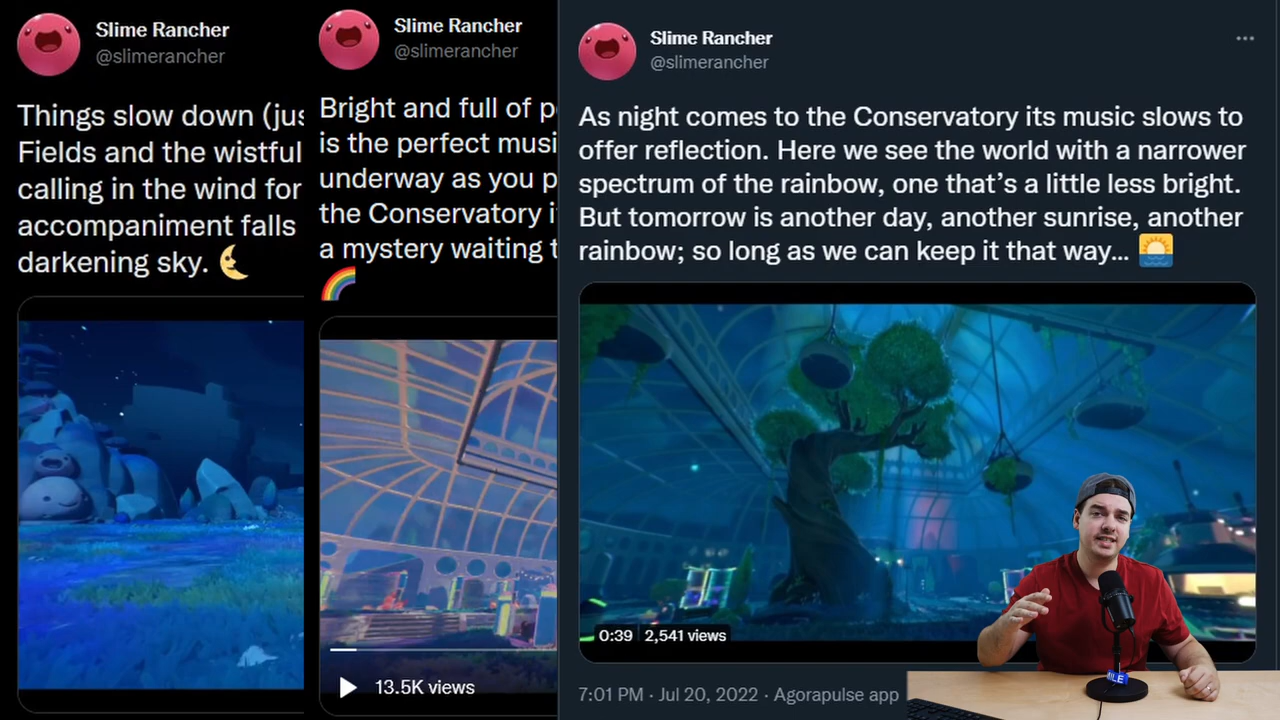 Slime Rancher
@slimerancher
Things slow down (jus
Fields and the wistful
calling in the wind for
accompaniment falls
darkening sky.
Slime Rancher
@slimerancher
Bright and full of p
is the perfect musi
underway as you p
the Conservatory i
a mystery waiting t
13.5K views
Slime Rancher
@slimerancher
As night comes to the Conservatory its music slows to
offer reflection. Here we see the world with a narrower
spectrum of the rainbow, one that's a little less bright.
But tomorrow is another day, another sunrise, another
rainbow; so long as we can keep it that way...
0:39 2,541 views
7:01 PM · Jul 20, 2022 · Agorapulse app